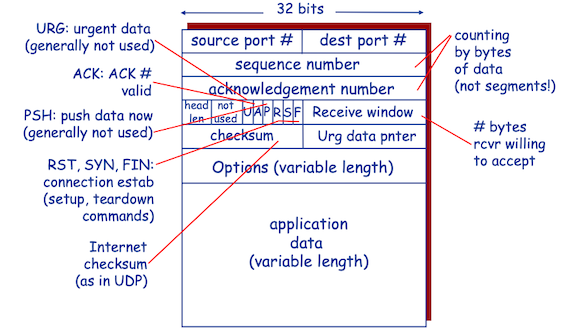 32 bits
URG: urgent data
(generally not used)
ACK: ACK #
valid
PSH: push data now
(generally not used)
RST, SYN, FIN:
connection estab
(setup, teardown
commands)
Internet
checksum
(as in UDP)
source port #
dest port #
sequence number
acknowledgement number
head
len
not
used
U A P R S F
Receive window
checksum
Urg data pnter
Options (variable length)
application
data
(variable length)
counting
by bytes
of data
(not segments!)
# bytes
rcvr willing
to accept